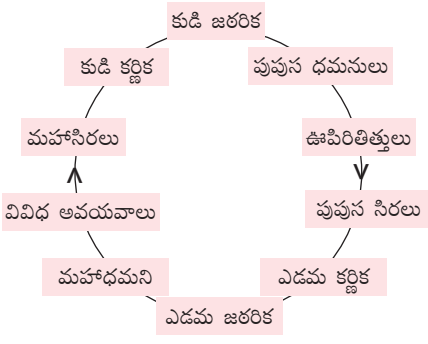 కుడి జఠరిక
పుపుస ధమనులు
ఊపిరితిత్తులు
పుపుస సిరలు
ఎడమ కర్ణిక
ఎడమ జఠరిక
మహాధమని
వివిధ అవయవాలు
మహాసిరలు
కుడి కర్ణిక